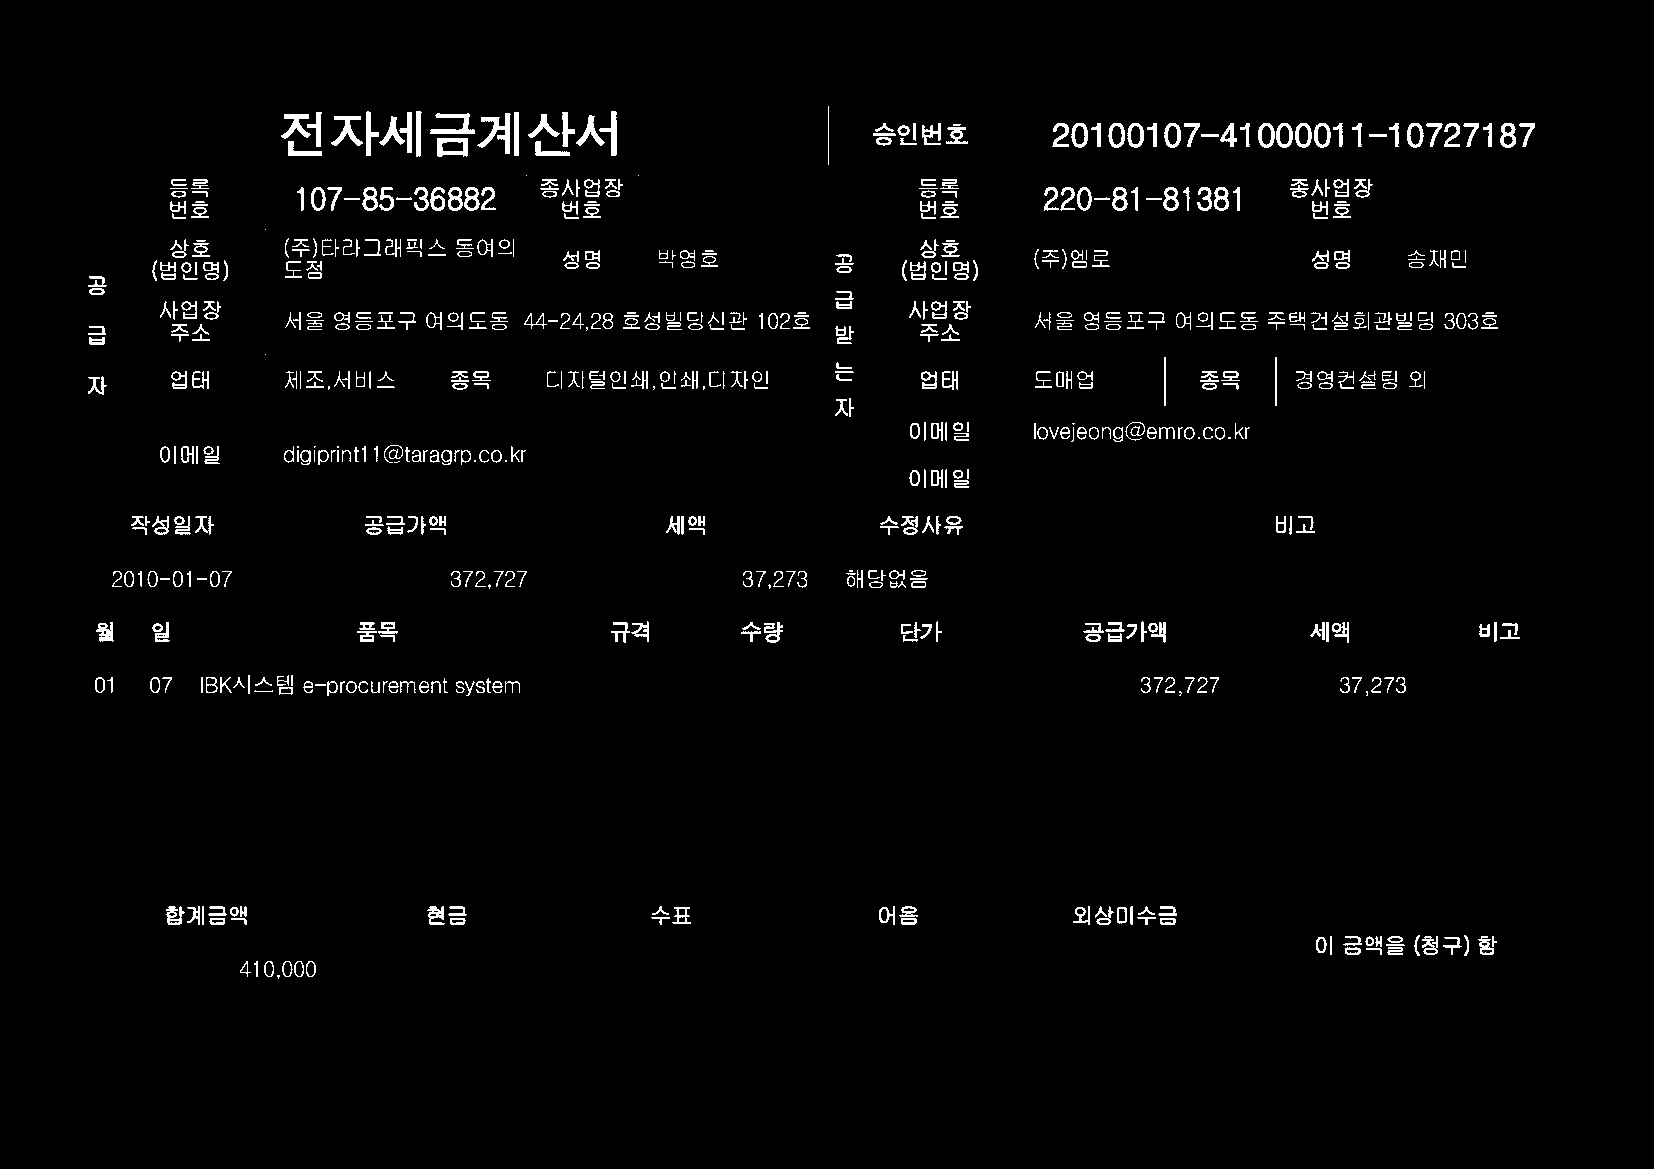 전자세금계산서 승인번호 20100107-41000011-10727187
등록 번호 107-85-36882 종사업장 번호 등록 번호 220-81-81381 종사업장 번호
상호 (법인명) (주)타라그래픽스 동여의도점 성명 박영호 상호 (법인명) (주)엠로 성명 송재민
공급자 사업장 주소 서울 영등포구 여의도동 44-24,28 호성빌딩신관 102호 공급받는자 사업장 주소 서울 영등포구 여의도동 주택건설회관빌딩 303호
업태 제조,서비스 종목 디지털인쇄,인쇄,디자인 업태 도매업 종목 경영컨설팅 외
이메일 digiprint11@taragrp.co.kr 이메일 lovejeong@emro.co.kr
이메일
작성일자 공급가액 세액 수정사유 비고
2010-01-07 372,727 37,273 해당없음
월 일 품목 규격 수량 단가 공급가액 세액 비고
01 07 IBK시스템 e-procurement system 372,727 37,273
합계금액 현금 수표 어음 외상미수금
이 금액을 (청구) 함
410,000